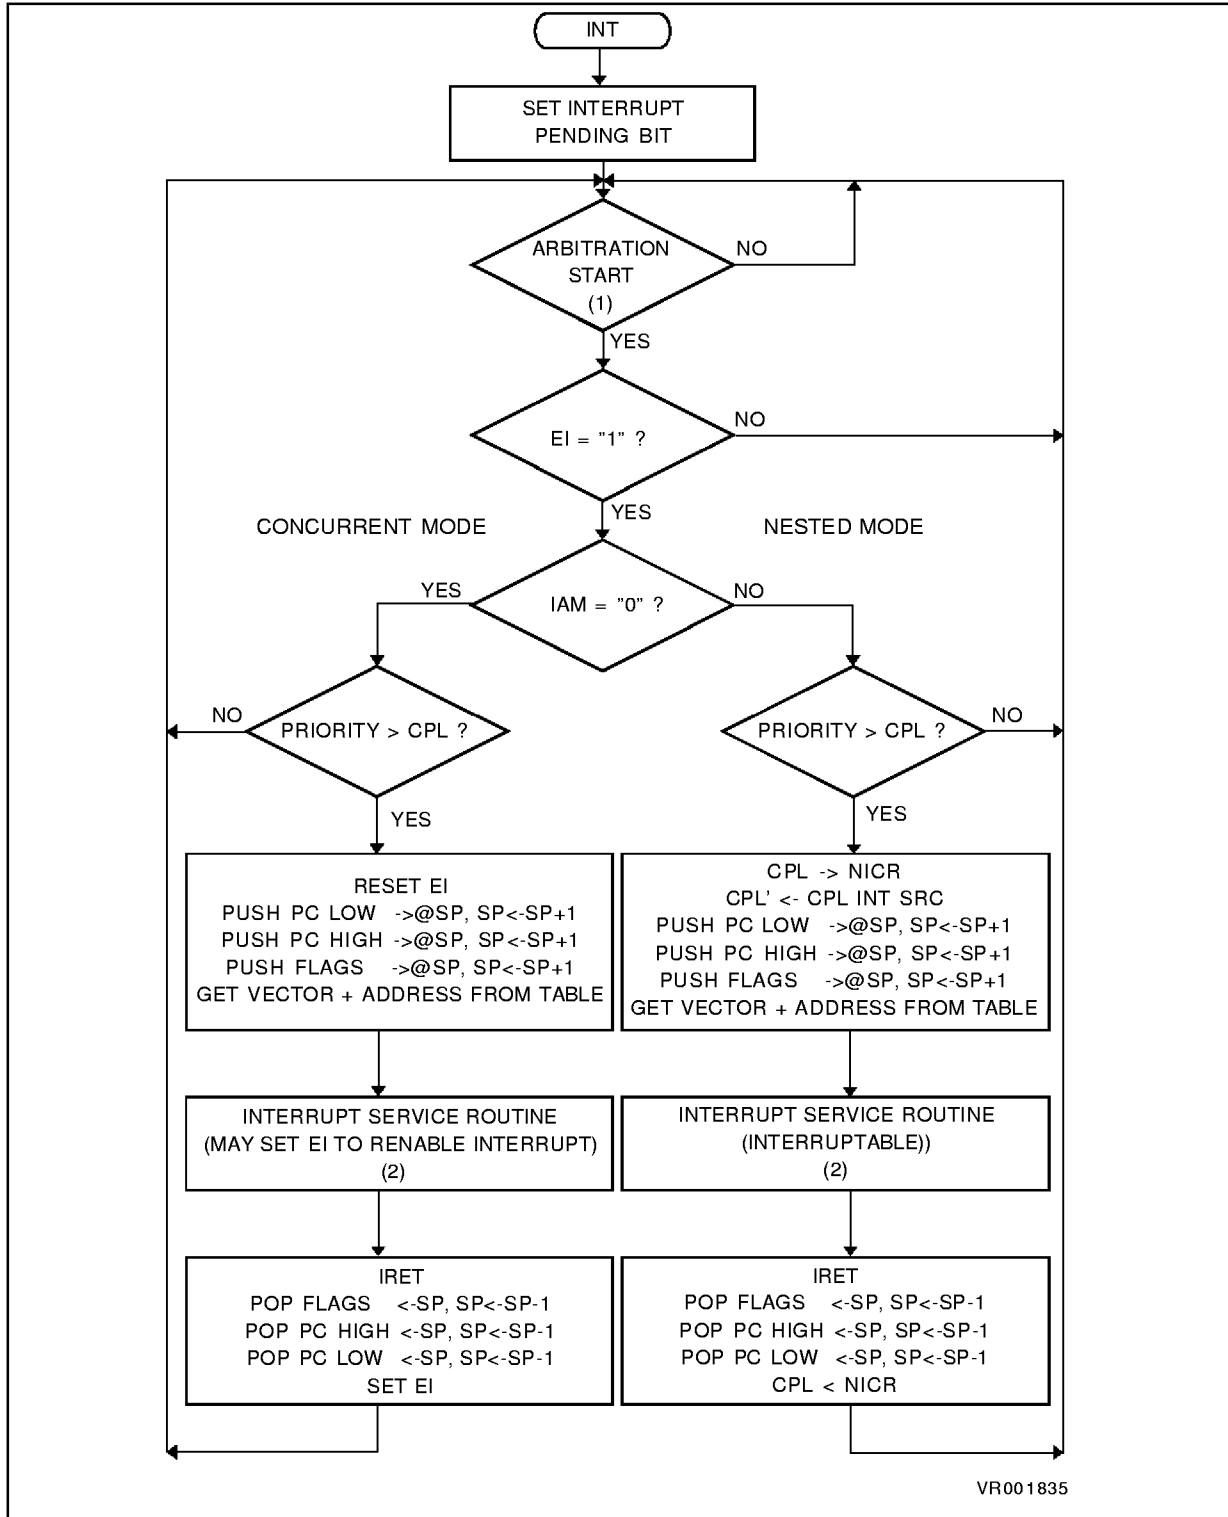 INT
SET INTERRUPT
PENDING BIT
ARBITRATION
START
(1)
NO
YES
EI = "1" ?
NO
YES
CONCURRENT MODE
NESTED MODE
YES
IAM = "0" ?
NO
NO
PRIORITY > CPL ?
PRIORITY > CPL ?
NO
YES
YES
RESET EI
PUSH PC LOW ->@SP, SP<-SP+1
PUSH PC HIGH ->@SP, SP<-SP+1
PUSH FLAGS ->@SP, SP<-SP+1
GET VECTOR + ADDRESS FROM TABLE
CPL -> NICR
CPL' <- CPL INT SRC
PUSH PC LOW ->@SP, SP<-SP+1
PUSH PC HIGH ->@SP, SP<-SP+1
PUSH FLAGS ->@SP, SP<-SP+1
GET VECTOR + ADDRESS FROM TABLE
INTERRUPT SERVICE ROUTINE
(MAY SET EI TO RENABLE INTERRUPT)
(2)
INTERRUPT SERVICE ROUTINE
(INTERRUPTABLE))
(2)
IRET
POP FLAGS <-SP, SP<-SP-1
POP PC HIGH <-SP, SP<-SP-1
POP PC LOW <-SP, SP<-SP-1
SET EI
IRET
POP FLAGS <-SP, SP<-SP-1
POP PC HIGH <-SP, SP<-SP-1
POP PC LOW <-SP, SP<-SP-1
CPL < NICR
VR001835